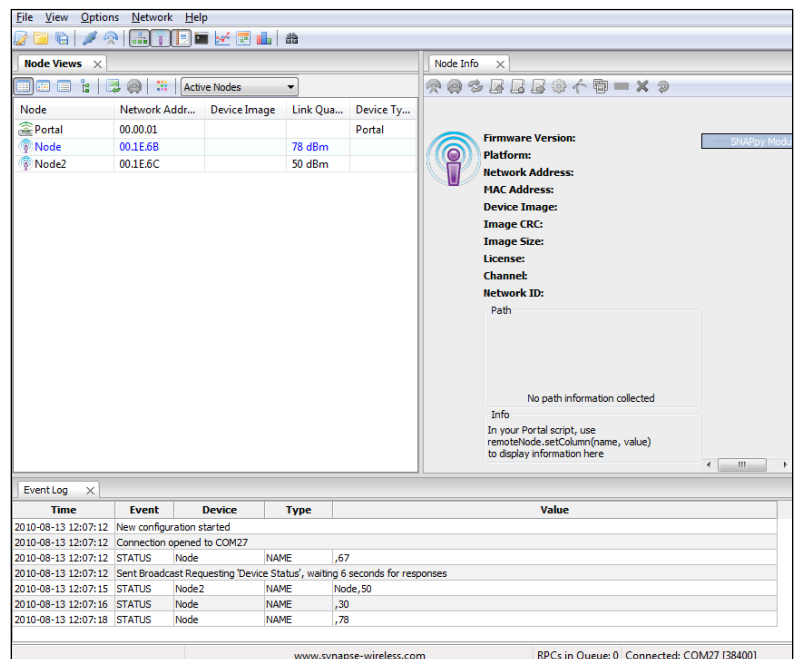 File View Options Network Help
Node Views
Active Nodes
Node Network Addr... Device Image Link Qua... Device Ty...
Portal 00.00.01 Portal
Node 00.1E.6B 78 dBm
Node2 00.1E.6C 50 dBm
Node Info
Firmware Version:
Platform:
Network Address:
MAC Address:
Device Image:
Image CRC:
Image Size:
License:
Channel:
Network ID:
SNAPpy Modu
Path
No path information collected
Info
In your Portal script, use
remoteNode.setColumn(name, value)
to display information here
Event Log
Time Event Device Type Value
2010-08-13 12:07:12 New configuration started
2010-08-13 12:07:12 Connection opened to COM27
2010-08-13 12:07:12 STATUS Node NAME ,67
2010-08-13 12:07:12 Sent Broadcast Requesting 'Device Status', waiting 6 seconds for responses
2010-08-13 12:07:15 STATUS Node2 NAME Node,50
2010-08-13 12:07:16 STATUS Node NAME ,30
2010-08-13 12:07:18 STATUS Node NAME ,78
www.synapse-wireless.com RPCs in Queue: 0 Connected: COM27 [38400]